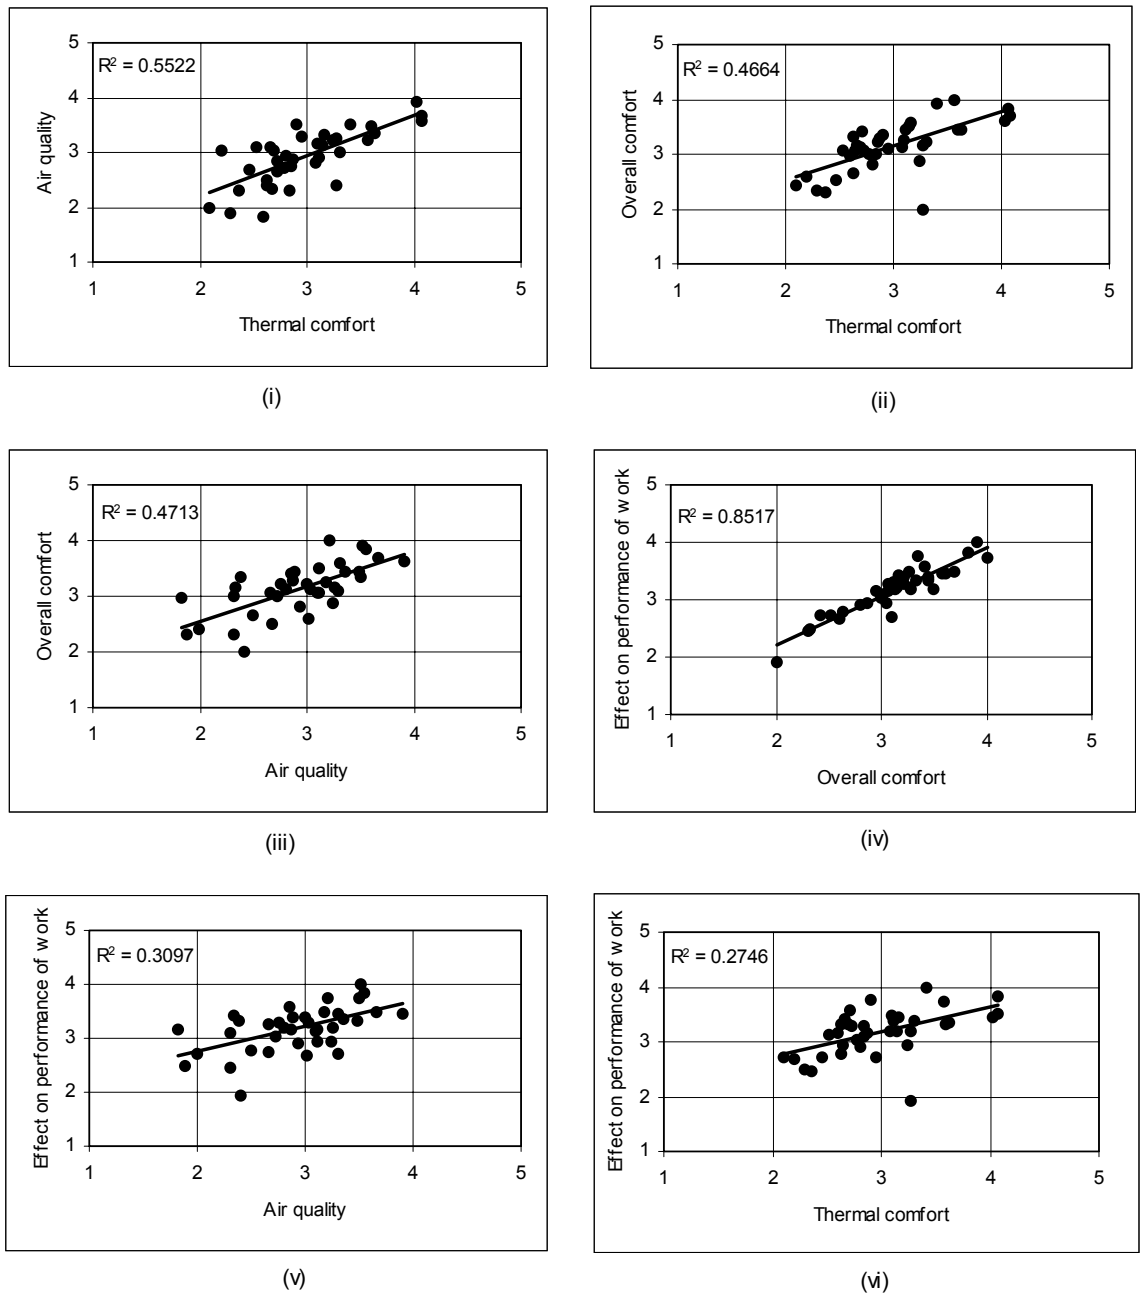 R² = 0.5522
Air quality
5
4
3
2
1
1 2 3 4 5
Thermal comfort
(i)
R² = 0.4664
Overall comfort
5
4
3
2
1
1 2 3 4 5
Thermal comfort
(ii)
R² = 0.4713
Overall comfort
5
4
3
2
1
1 2 3 4 5
Air quality
(iii)
R² = 0.8517
Effect on performance of work
5
4
3
2
1
1 2 3 4 5
Overall comfort
(iv)
R² = 0.3097
Effect on performance of work
5
4
3
2
1
1 2 3 4 5
Air quality
(v)
R² = 0.2746
Effect on performance of work
5
4
3
2
1
1 2 3 4 5
Thermal comfort
(vi)